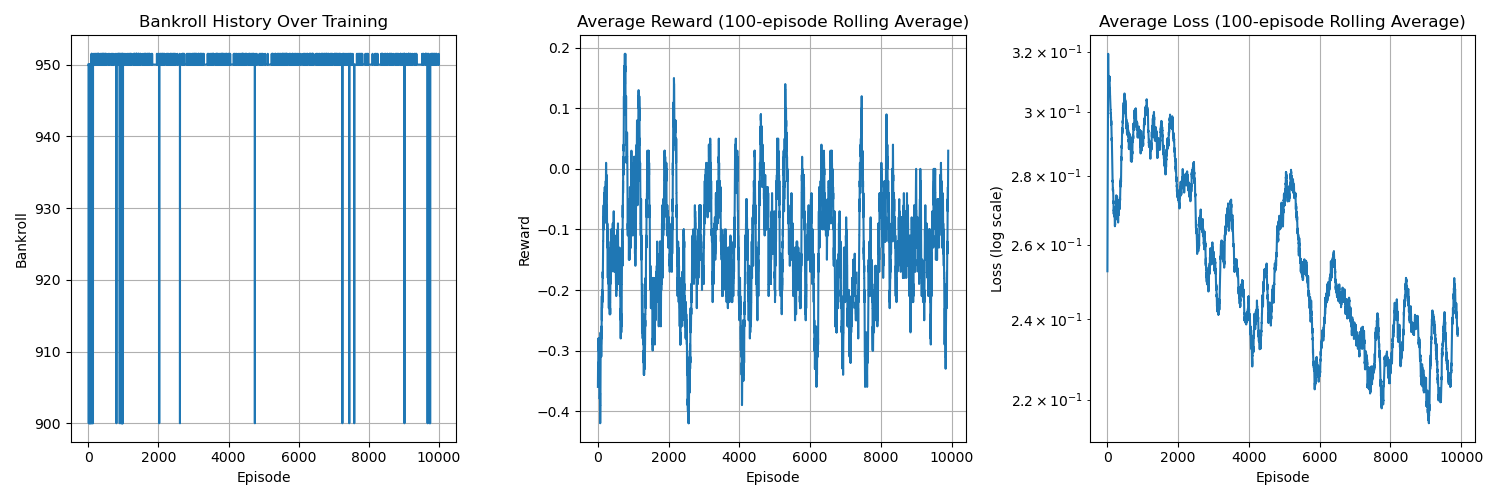 Bankroll History Over Training
950
940
930
920
910
900
Bankroll
0 2000 4000 6000 8000 10000
Episode
Average Reward (100-episode Rolling Average)
0.2
0.1
0.0
−0.1
−0.2
−0.3
−0.4
Reward
0 2000 4000 6000 8000 10000
Episode
Average Loss (100-episode Rolling Average)
3.2 × 10⁻¹
3 × 10⁻¹
2.8 × 10⁻¹
2.6 × 10⁻¹
2.4 × 10⁻¹
2.2 × 10⁻¹
Loss (log scale)
0 2000 4000 6000 8000 10000
Episode